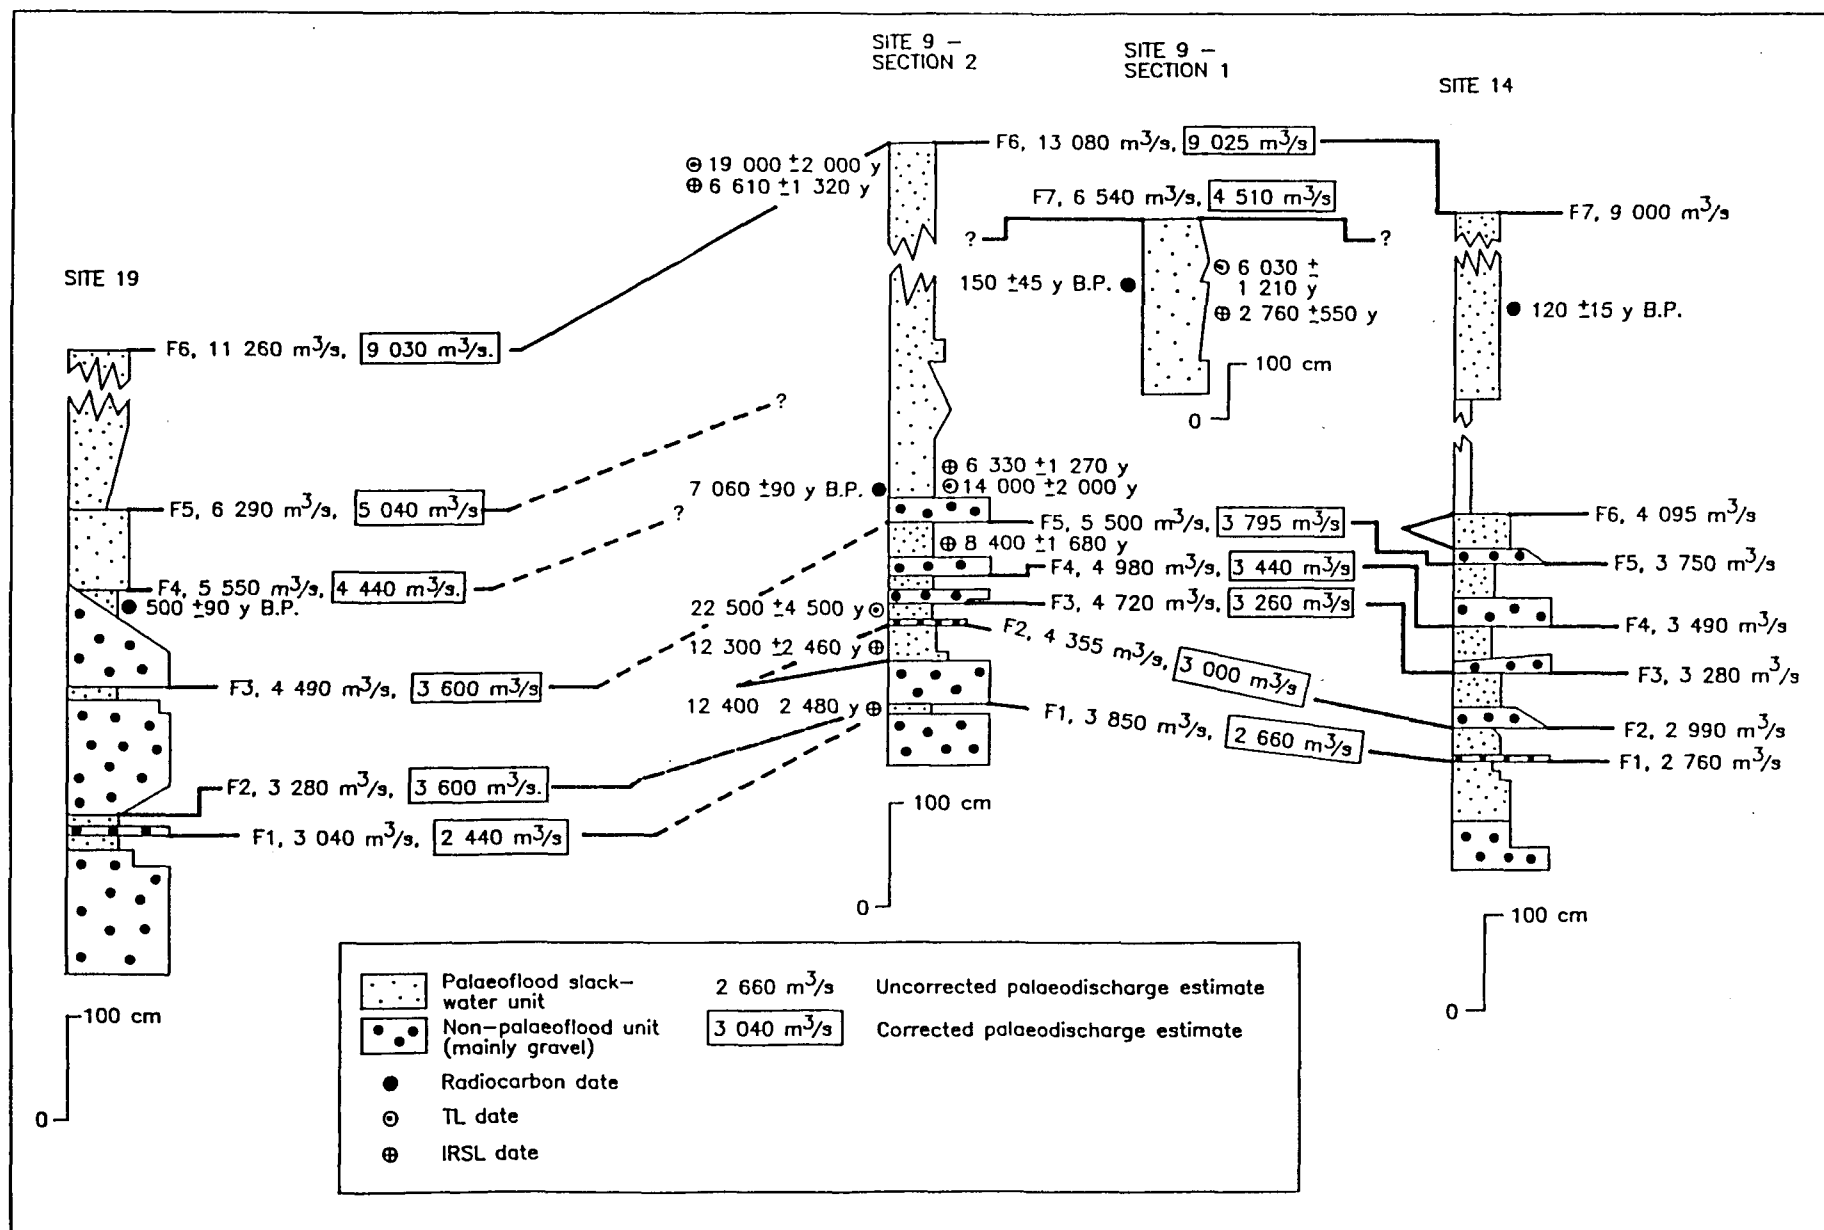 SITE 9 –
SECTION 2
SITE 9 –
SECTION 1
SITE 14
SITE 19
F6, 13 080 m³/s, 9 025 m³/s
⊙ 19 000 ±2 000 y
⊕ 6 610 ±1 320 y
F7, 6 540 m³/s, 4 510 m³/s
?
?
F7, 9 000 m³/s
150 ±45 y B.P.
⊙ 6 030 ±
1 210 y
⊕ 2 760 ±550 y
120 ±15 y B.P.
100 cm
0
F6, 11 260 m³/s, 9 030 m³/s.
?
F5, 6 290 m³/s, 5 040 m³/s
?
F4, 5 550 m³/s, 4 440 m³/s.
500 ±90 y B.P.
F3, 4 490 m³/s, 3 600 m³/s
F2, 3 280 m³/s, 3 600 m³/s.
F1, 3 040 m³/s, 2 440 m³/s
100 cm
0
⊕ 6 330 ±1 270 y
7 060 ±90 y B.P.
⊙ 14 000 ±2 000 y
F5, 5 500 m³/s, 3 795 m³/s
⊕ 8 400 ±1 680 y
F4, 4 980 m³/s, 3 440 m³/s
F3, 4 720 m³/s, 3 260 m³/s
22 500 ±4 500 y ⊙
F2, 4 355 m³/s, 3 000 m³/s
12 300 ±2 460 y ⊕
12 400 2 480 y ⊕
F1, 3 850 m³/s, 2 660 m³/s
100 cm
0
F6, 4 095 m³/s
F5, 3 750 m³/s
F4, 3 490 m³/s
F3, 3 280 m³/s
F2, 2 990 m³/s
F1, 2 760 m³/s
100 cm
0
Palaeoflood slack–
water unit
Non–palaeoflood unit
(mainly gravel)
Radiocarbon date
TL date
IRSL date
2 660 m³/s Uncorrected palaeodischarge estimate
3 040 m³/s Corrected palaeodischarge estimate